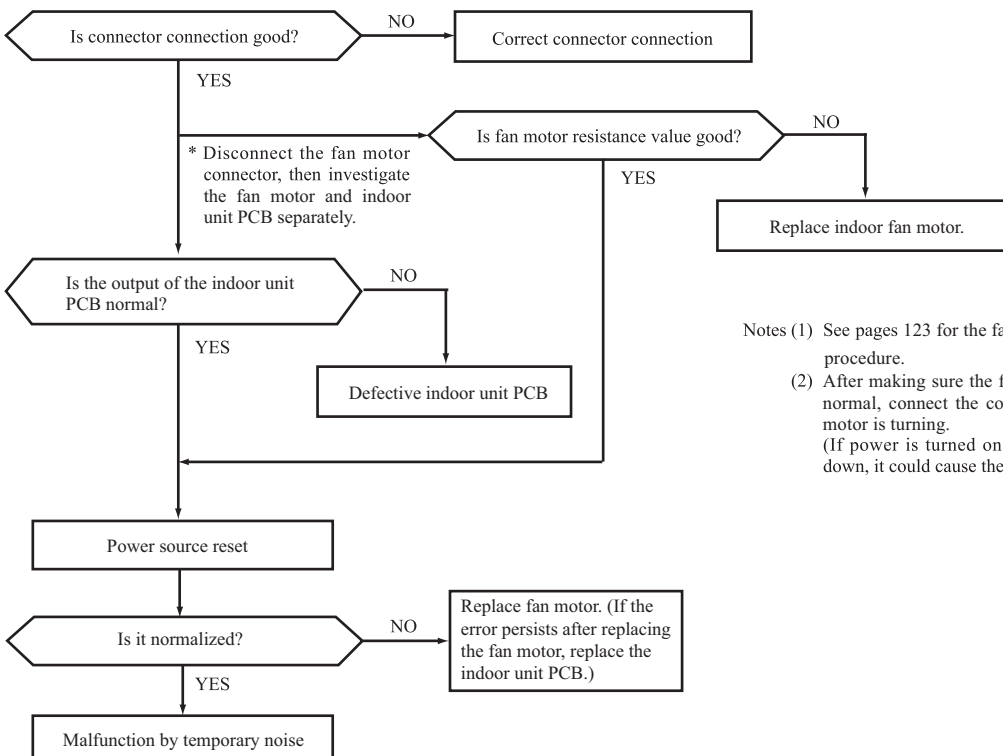 Is connector connection good?
NO
Correct connector connection
YES
Is fan motor resistance value good?
NO
* Disconnect the fan motor
connector, then investigate
the fan motor and indoor
unit PCB separately.
YES
Replace indoor fan motor.
Is the output of the indoor unit
PCB normal?
NO
YES
Defective indoor unit PCB
Notes (1) See pages 123 for the
procedure.
(2) After making sure the
normal, connect the
motor is turning.
(If power is turned on
down, it could cause the
Power source reset
Is it normalized?
NO
Replace fan motor. (If the
error persists after replacing
the fan motor, replace the
indoor unit PCB.)
YES
Malfunction by temporary noise